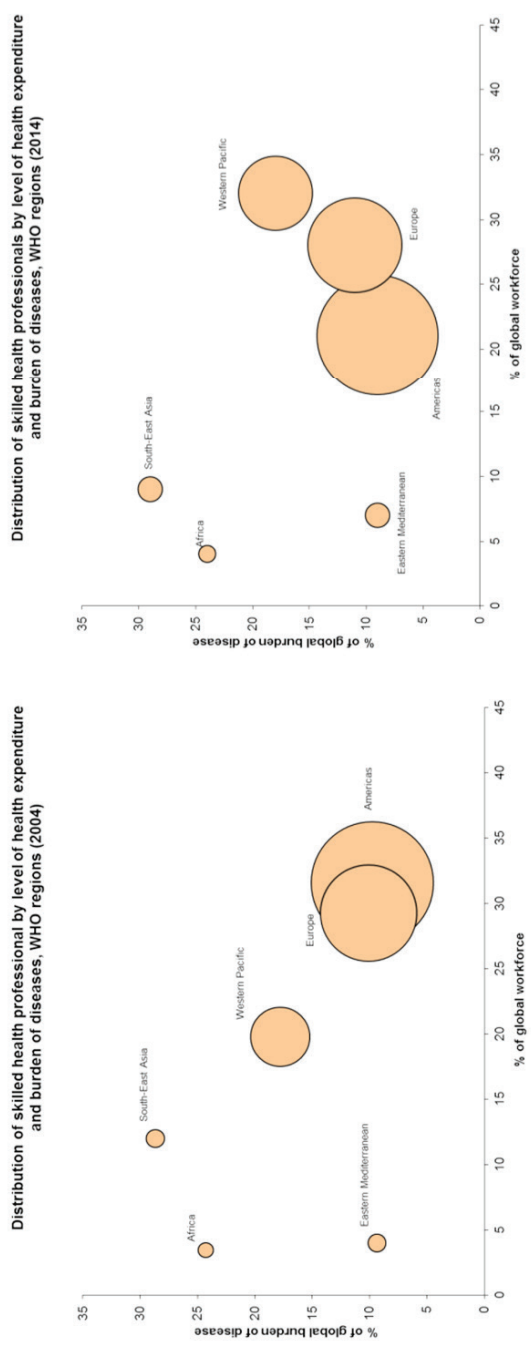 Distribution of skilled health professional by level of health expenditure
and burden of diseases, WHO regions (2004)
% of global burden of disease
35
30
25
20
15
10
5
0
South-East Asia
Africa
Western Pacific
Europe
Americas
Eastern Mediterranean
0
5
10
15
20
25
30
35
40
45
% of global workforce
Distribution of skilled health professionals by level of health expenditure
and burden of diseases, WHO regions (2014)
% of global burden of disease
35
30
25
20
15
10
5
0
South-East Asia
Africa
Western Pacific
Europe
Americas
Eastern Mediterranean
0
5
10
15
20
25
30
35
40
45
% of global workforce